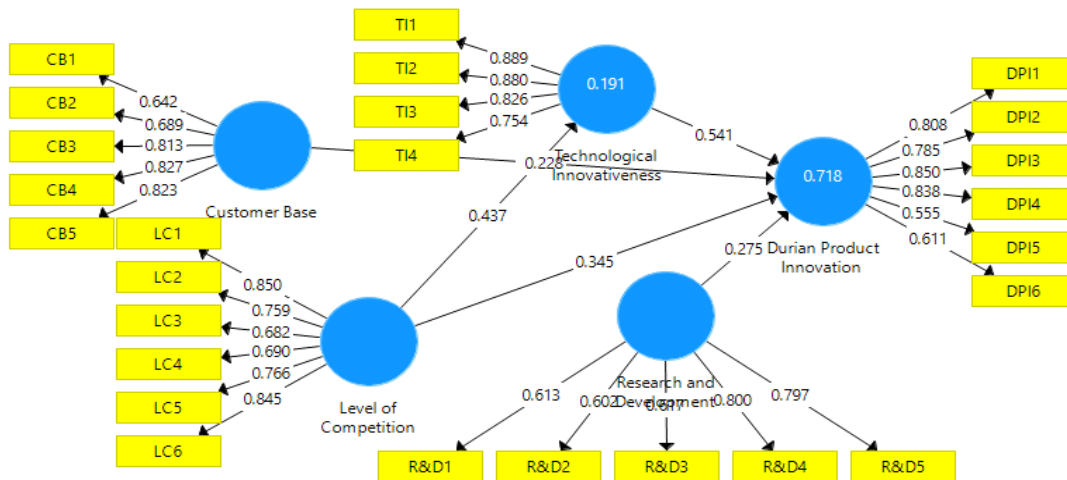 TI1
TI2
TI3
TI4
0.889
0.880
0.826
0.754
CB1
CB2
CB3
CB4
CB5
0.642
0.689
0.813
0.827
0.823
Customer Base
0.191
Technological
Innovativeness
0.541
0.228
0.437
0.345
0.275
0.718
Durian Product
Innovation
0.808
0.785
0.850
0.838
0.555
0.611
DPI1
DPI2
DPI3
DPI4
DPI5
DPI6
LC1
LC2
LC3
LC4
LC5
LC6
0.850
0.759
0.682
0.690
0.766
0.845
Level of
Competition
Research and
Development
0.613
0.602
0.800
0.797
R&D1
R&D2
R&D3
R&D4
R&D5